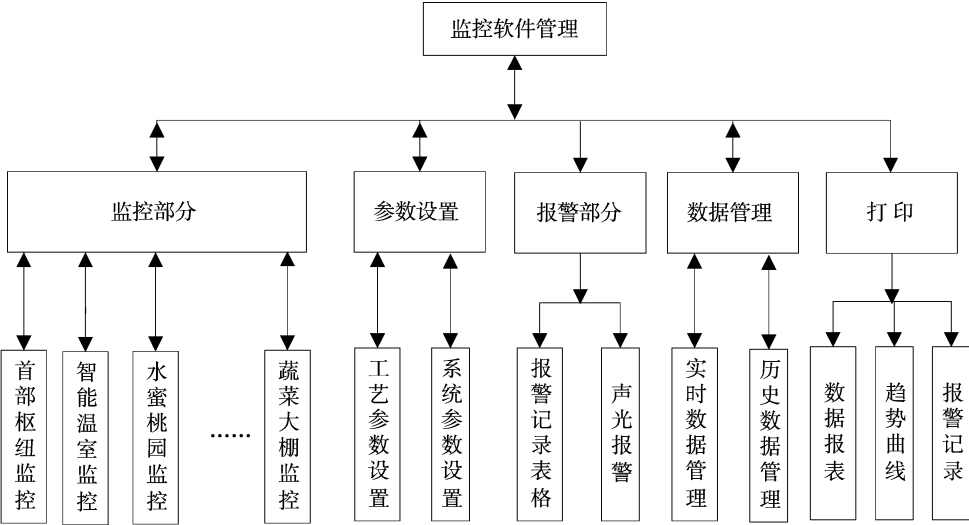 监控软件管理
监控部分
参数设置
报警部分
数据管理
打印
首部枢纽监控
智能温室监控
水蜜桃园监控
……
蔬菜大棚监控
工艺参数设置
系统参数设置
报警记录表格
声光报警
实时数据管理
历史数据管理
数据报表
趋势曲线
报警记录